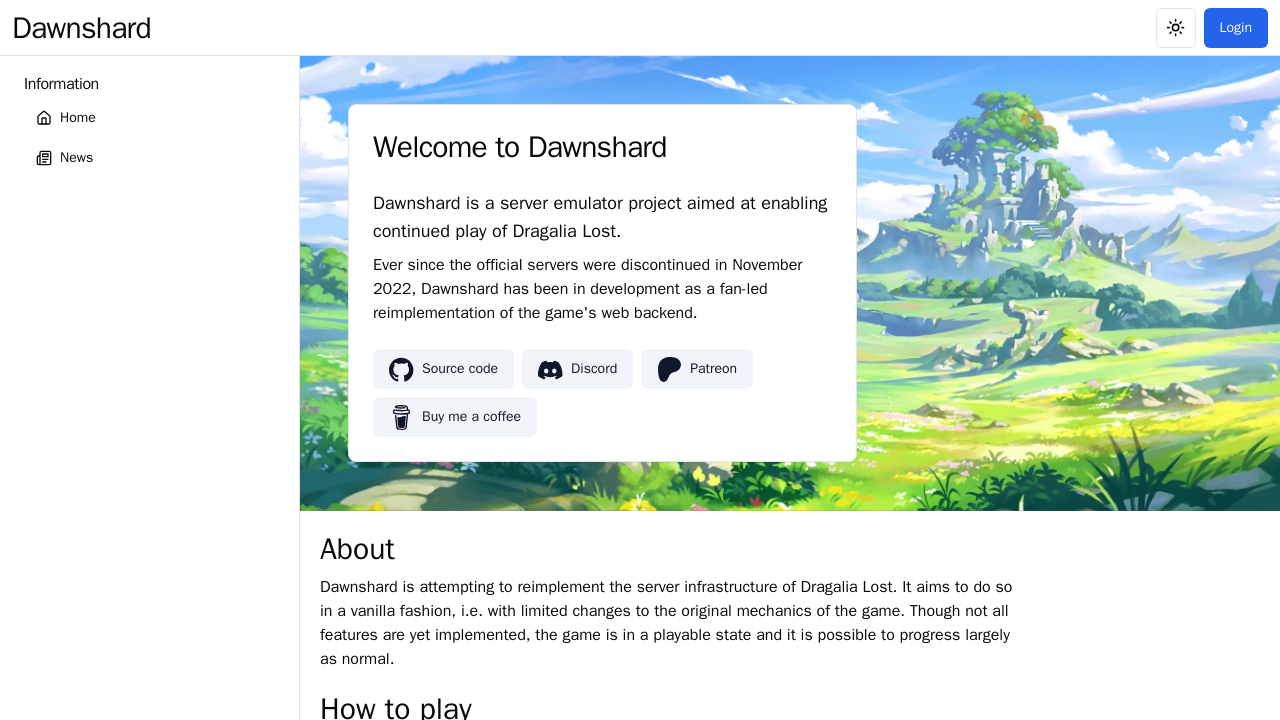 Dawnshard
Login
Information
Home
News
Welcome to Dawnshard
Dawnshard is a server emulator project aimed at enabling
continued play of Dragalia Lost.
Ever since the official servers were discontinued in November
2022, Dawnshard has been in development as a fan-led
reimplementation of the game's web backend.
Source code
Discord
Patreon
Buy me a coffee
About
Dawnshard is attempting to reimplement the server infrastructure of Dragalia Lost. It aims to do so
in a vanilla fashion, i.e. with limited changes to the original mechanics of the game. Though not all
features are yet implemented, the game is in a playable state and it is possible to progress largely
as normal.
How to play